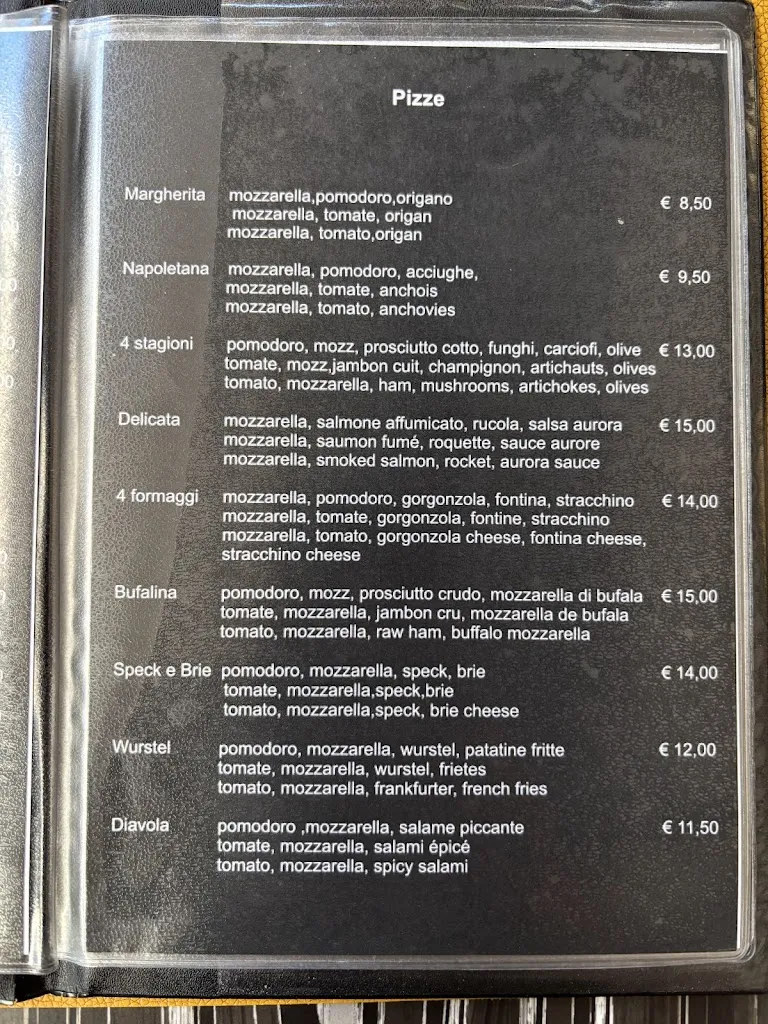 Pizze
Margherita mozzarella,pomodoro,origano € 8,50
mozzarella, tomate, origan
mozzarella, tomato,origan
Napoletana mozzarella, pomodoro, acciughe, € 9,50
mozzarella, tomate, anchois
mozzarella, tomato, anchovies
4 stagioni pomodoro, mozz, prosciutto cotto, funghi, carciofi, olive € 13,00
tomate, mozz,jambon cuit, champignon, artichauts, olives
tomato, mozzarella, ham, mushrooms, artichokes, olives
Delicata mozzarella, salmone affumicato, rucola, salsa aurora € 15,00
mozzarella, saumon fumé, roquette, sauce aurore
mozzarella, smoked salmon, rocket, aurora sauce
4 formaggi mozzarella, pomodoro, gorgonzola, fontina, stracchino € 14,00
mozzarella, tomate, gorgonzola, fontine, stracchino
mozzarella, tomato, gorgonzola cheese, fontina cheese,
stracchino cheese
Bufalina pomodoro, mozz, prosciutto crudo, mozzarella di bufala € 15,00
tomate, mozzarella, jambon cru, mozzarella de bufala
tomato, mozzarella, raw ham, buffalo mozzarella
Speck e Brie pomodoro, mozzarella, speck, brie € 14,00
tomate, mozzarella,speck,brie
tomato, mozzarella,speck, brie cheese
Wurstel pomodoro, mozzarella, wurstel, patatine fritte € 12,00
tomate, mozzarella, wurstel, frietes
tomato, mozzarella, frankfurter, french fries
Diavola pomodoro ,mozzarella, salame piccante € 11,50
tomate, mozzarella, salami épicé
tomato, mozzarella, spicy salami